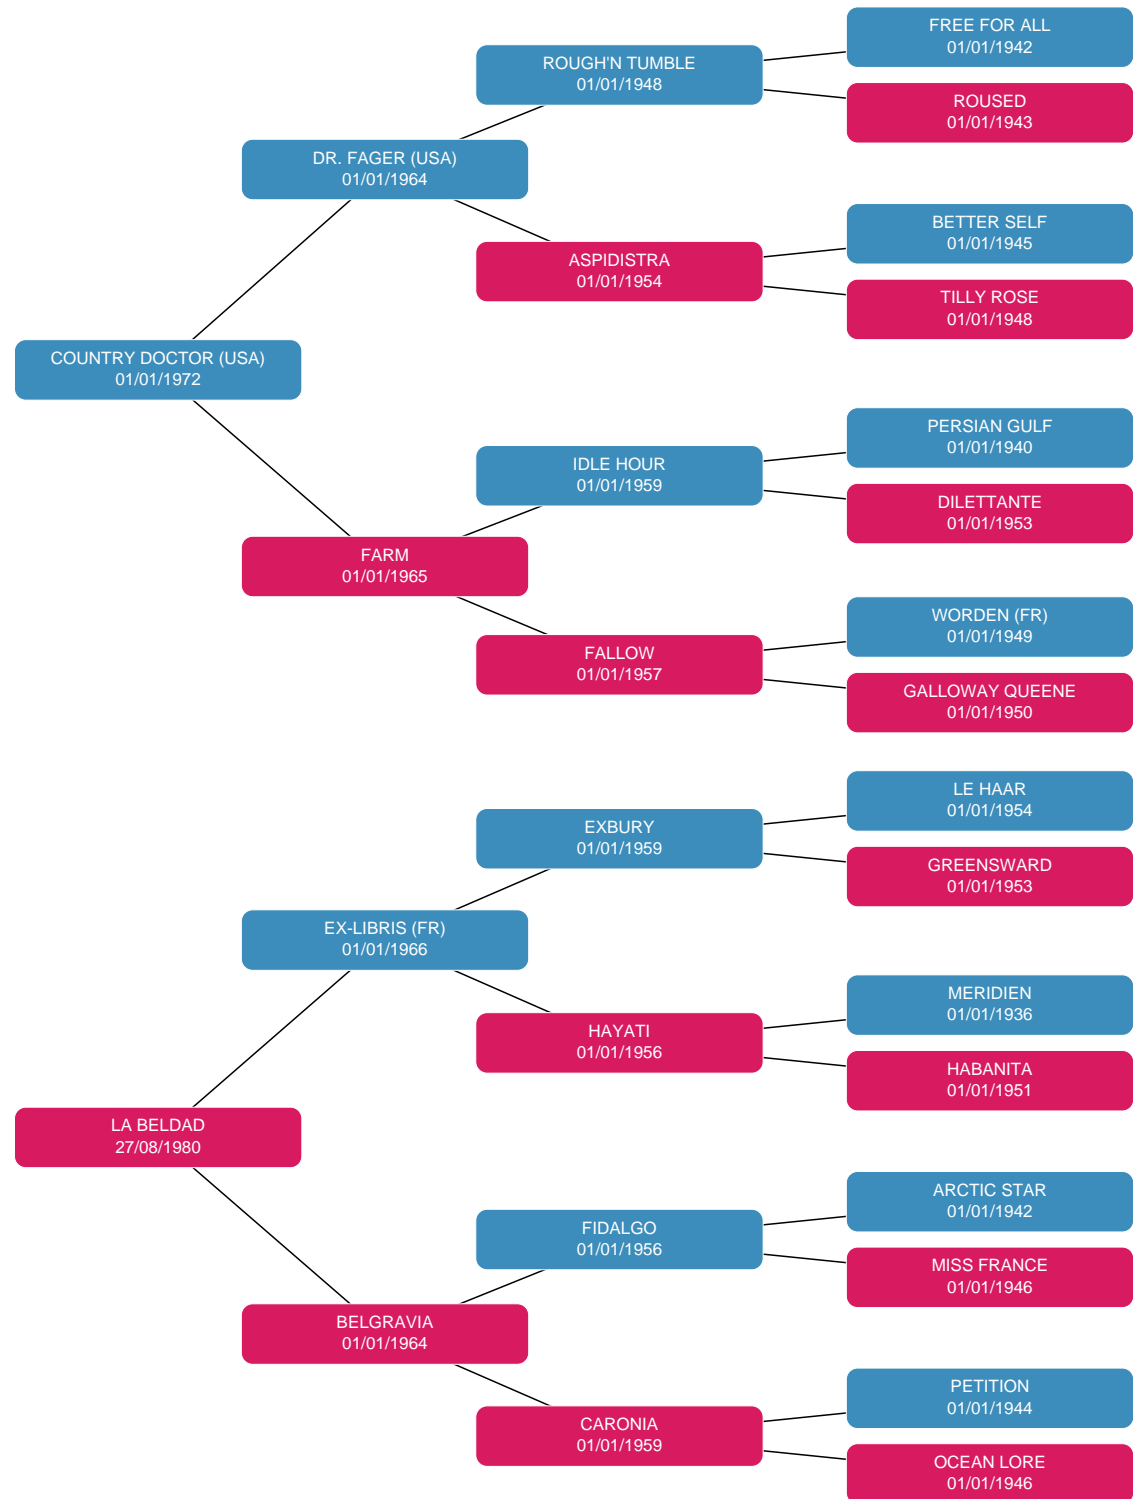 FREE FOR ALL
01/01/1942
ROUGH'N TUMBLE
01/01/1948
ROUSED
01/01/1943
DR. FAGER (USA)
01/01/1964
BETTER SELF
01/01/1945
ASPIDISTRA
01/01/1954
TILLY ROSE
01/01/1948
COUNTRY DOCTOR (USA)
01/01/1972
PERSIAN GULF
01/01/1940
IDLE HOUR
01/01/1959
DILETTANTE
01/01/1953
FARM
01/01/1965
WORDEN (FR)
01/01/1949
FALLOW
01/01/1957
GALLOWAY QUEENE
01/01/1950
LE HAAR
01/01/1954
EXBURY
01/01/1959
GREENSWARD
01/01/1953
EX-LIBRIS (FR)
01/01/1966
MERIDIEN
01/01/1936
HAYATI
01/01/1956
HABANITA
01/01/1951
LA BELDAD
27/08/1980
ARCTIC STAR
01/01/1942
FIDALGO
01/01/1956
MISS FRANCE
01/01/1946
BELGRAVIA
01/01/1964
PETITION
01/01/1944
CARONIA
01/01/1959
OCEAN LORE
01/01/1946